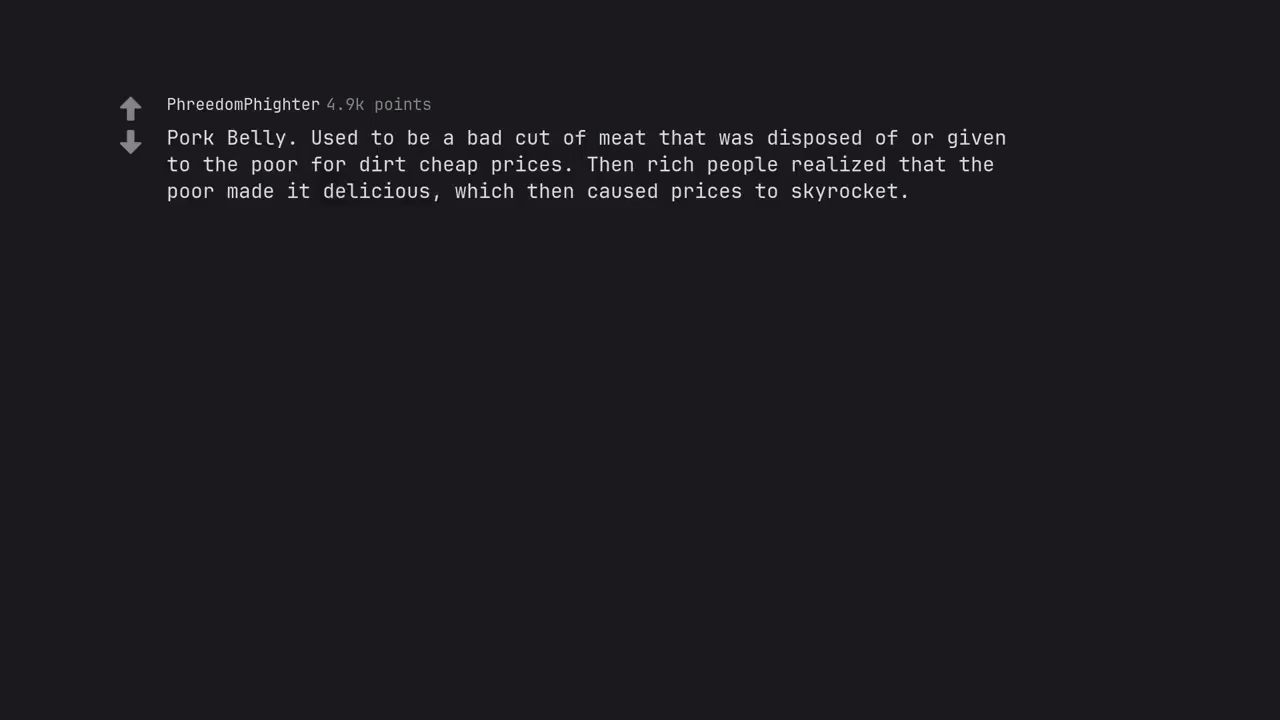 PhreedomPhighter 4.9k points
Pork Belly. Used to be a bad cut of meat that was disposed of or given
to the poor for dirt cheap prices. Then rich people realized that the
poor made it delicious, which then caused prices to skyrocket.